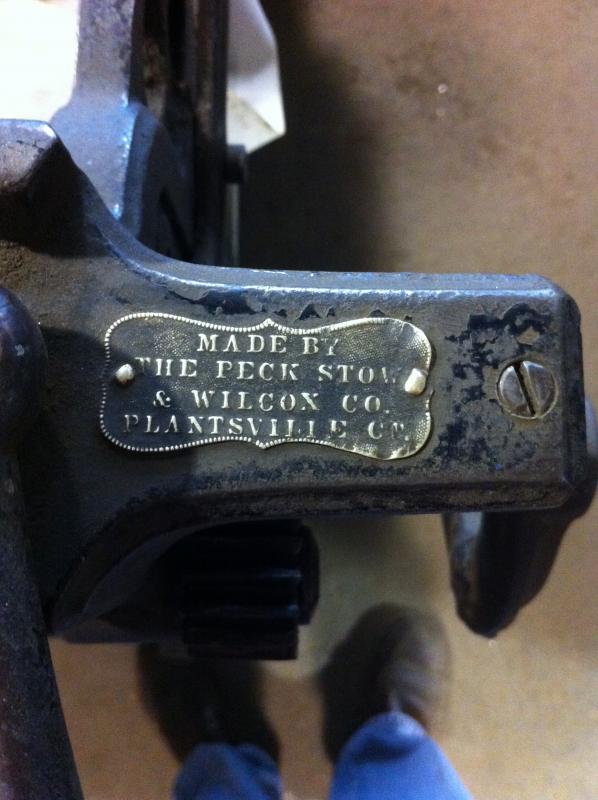 MADE BY
THE PECK STOW
& WILCOX CO.
PLANTSVILLE CT.